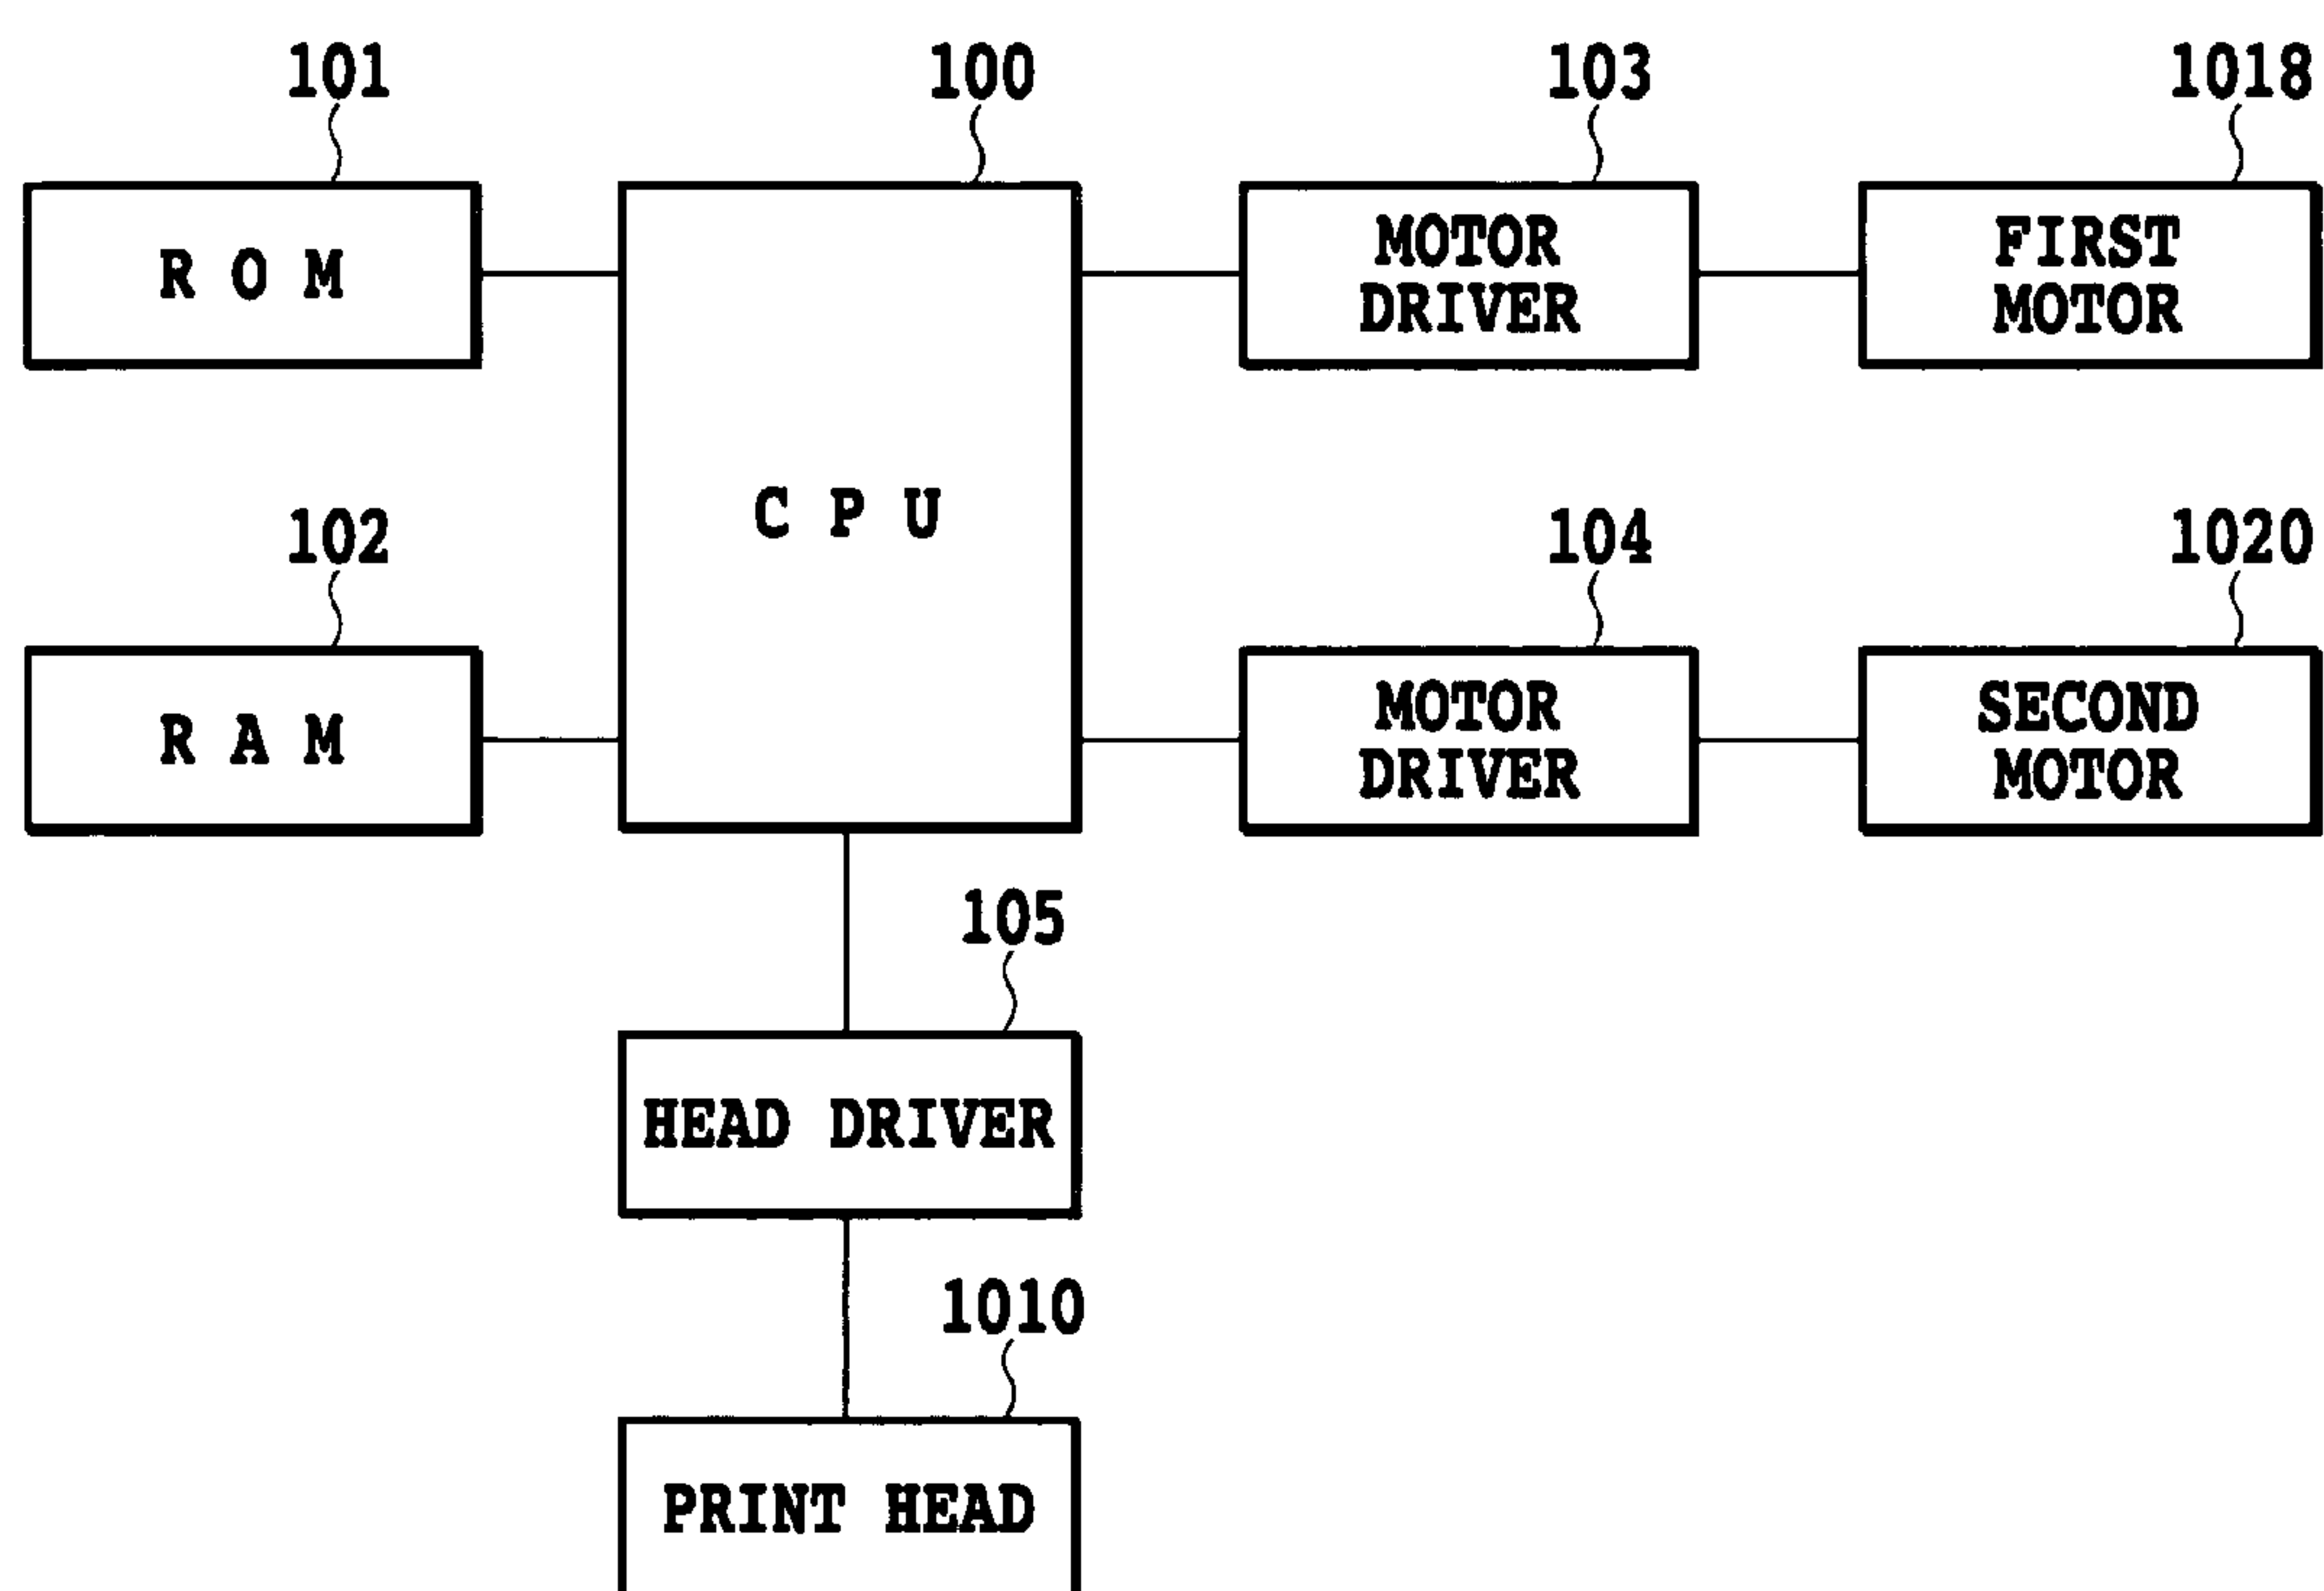 101
100
103
1018
R O M
C P U
MOTOR
DRIVER
FIRST
MOTOR
102
104
1020
R A M
MOTOR
DRIVER
SECOND
MOTOR
105
HEAD DRIVER
1010
PRINT HEAD